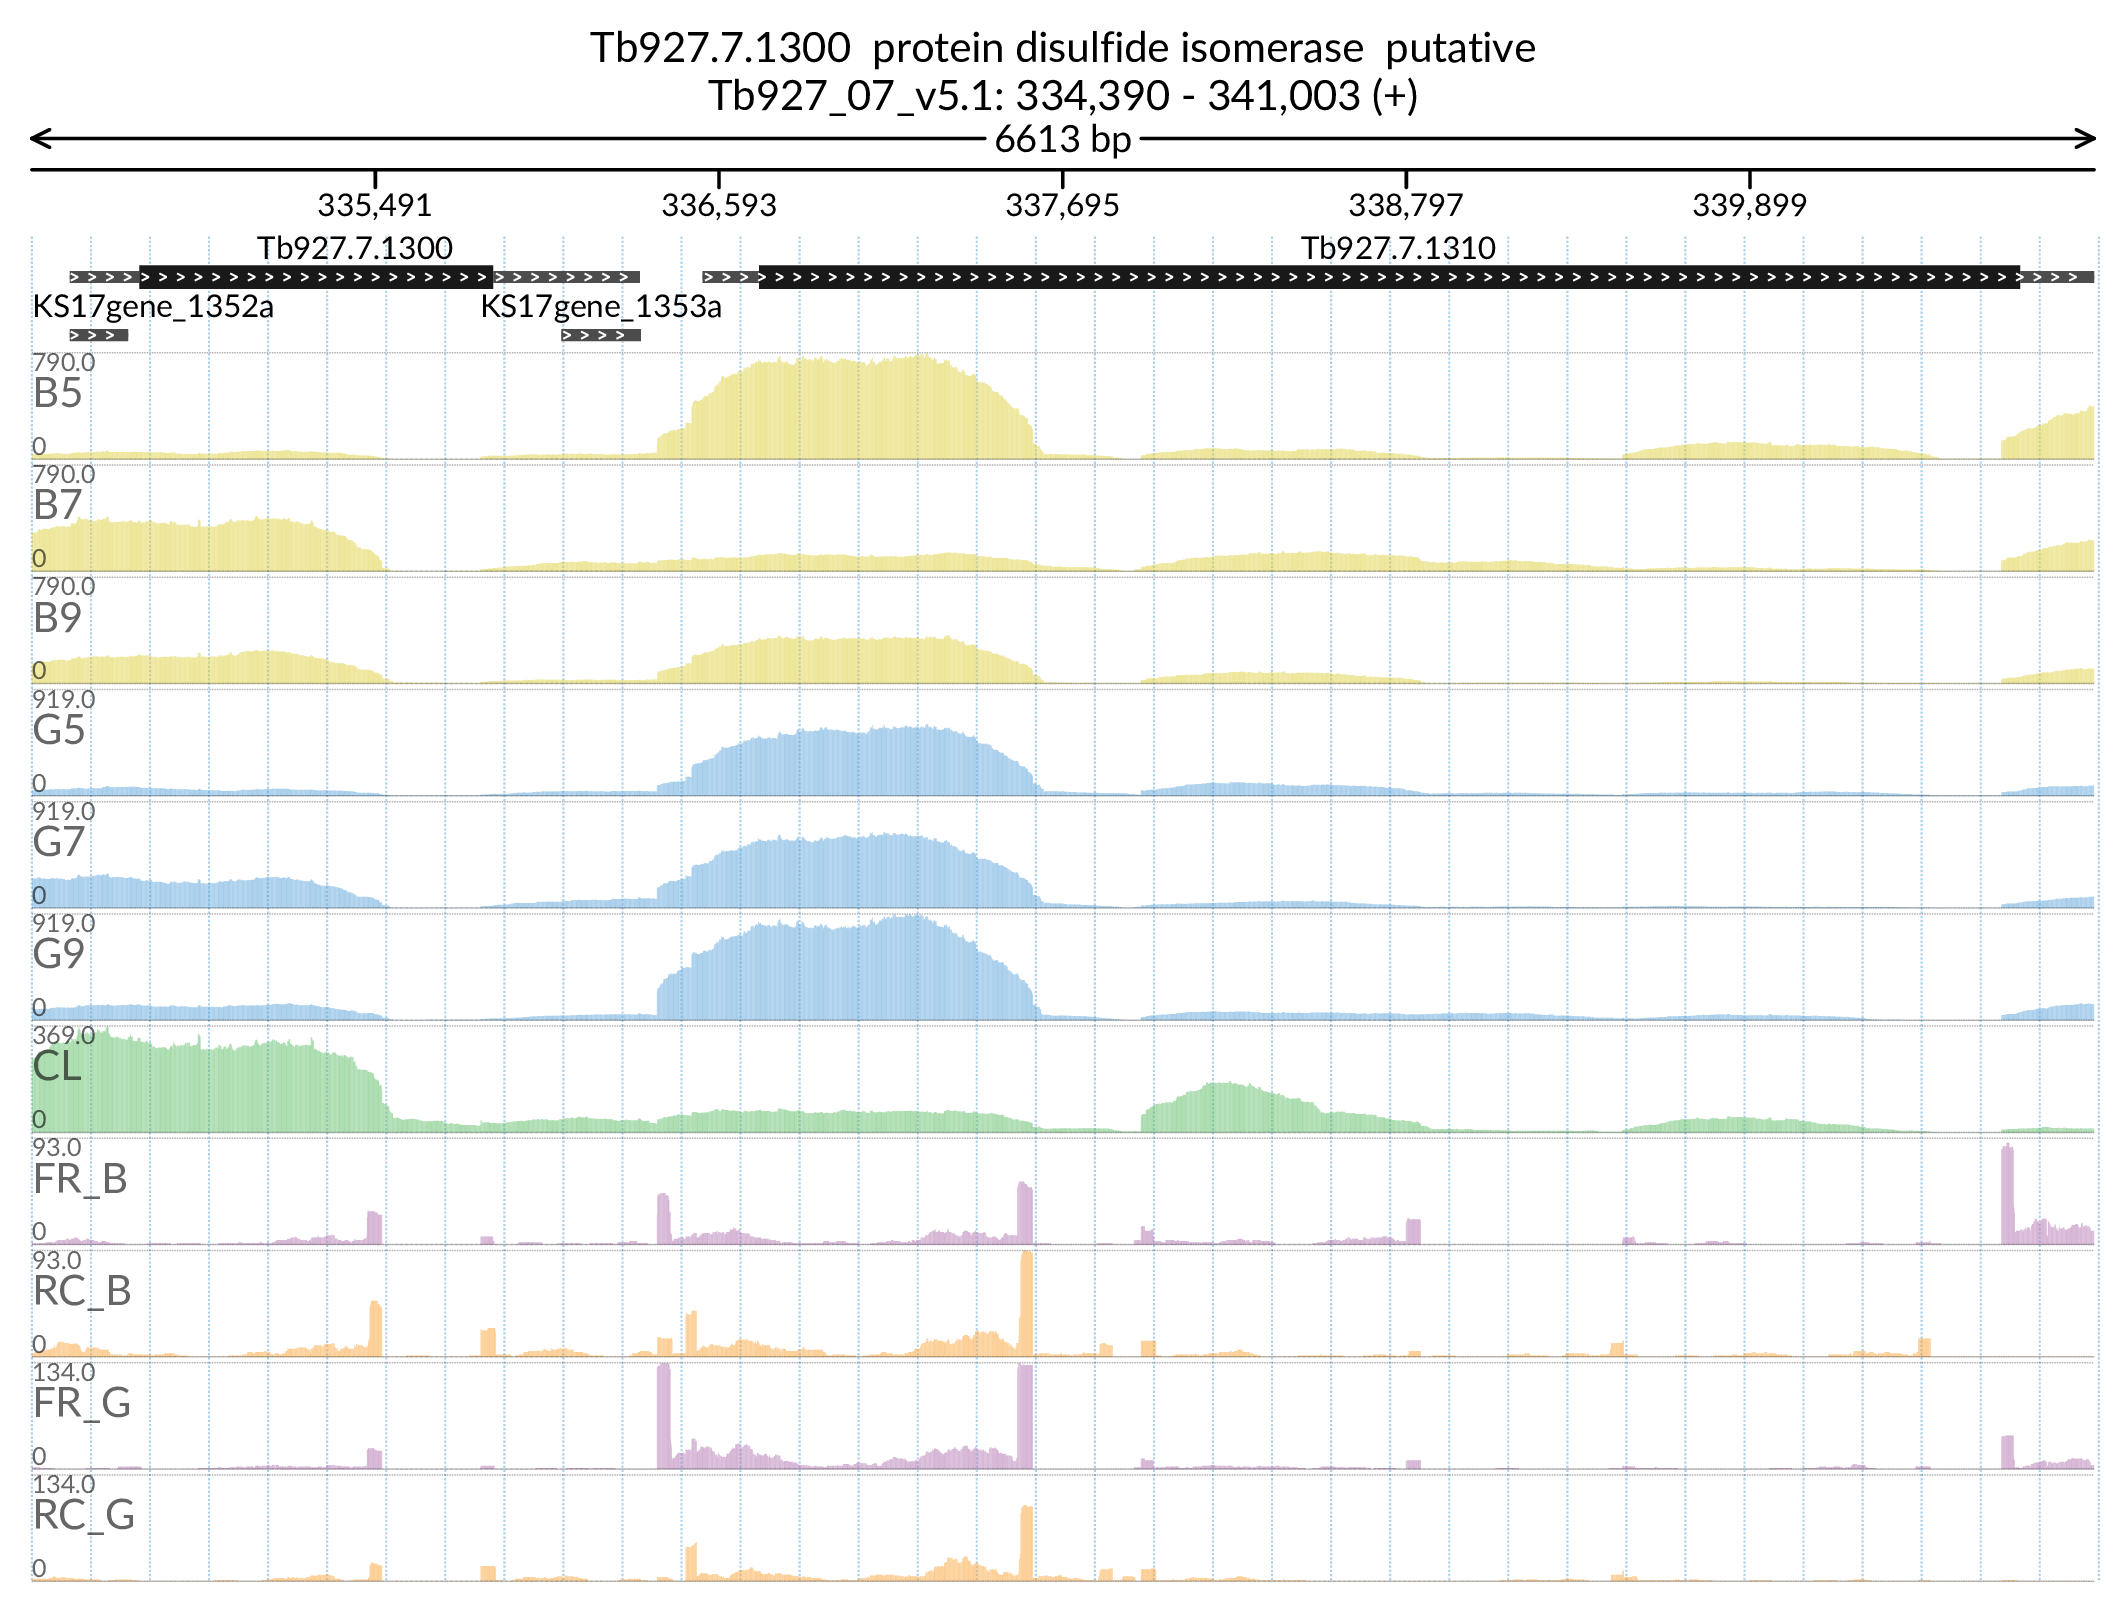 Tb927.7.1300 protein disulfide isomerase putative
Tb927_07_v5.1: 334,390 - 341,003 (+)
6613 bp
335,491 336,593 337,695 338,797 339,899
Tb927.7.1300 Tb927.7.1310
KS17gene_1352a KS17gene_1353a
790.0
B5
0
790.0
B7
0
790.0
B9
0
919.0
G5
0
919.0
G7
0
919.0
G9
0
369.0
CL
0
93.0
FR_B
0
93.0
RC_B
0
134.0
FR_G
0
134.0
RC_G
0